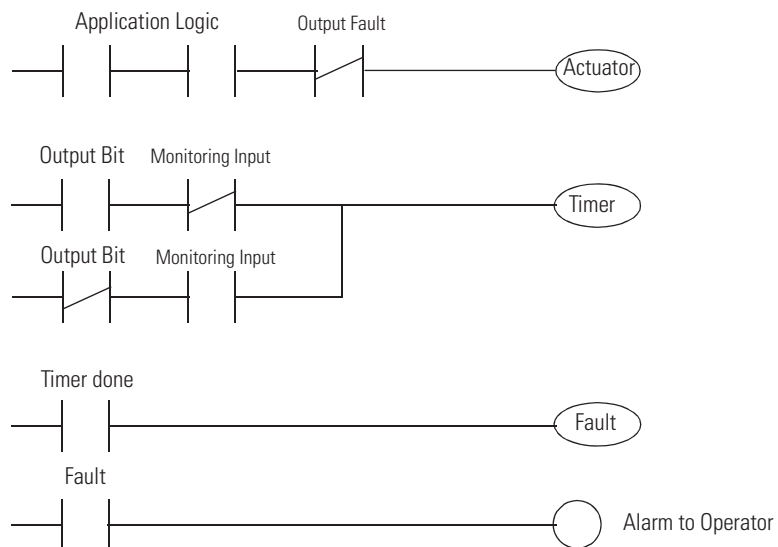 Application Logic
Output Fault
Actuator
Output Bit
Monitoring Input
Timer
Output Bit
Monitoring Input
Timer done
Fault
Fault
Alarm to Operator